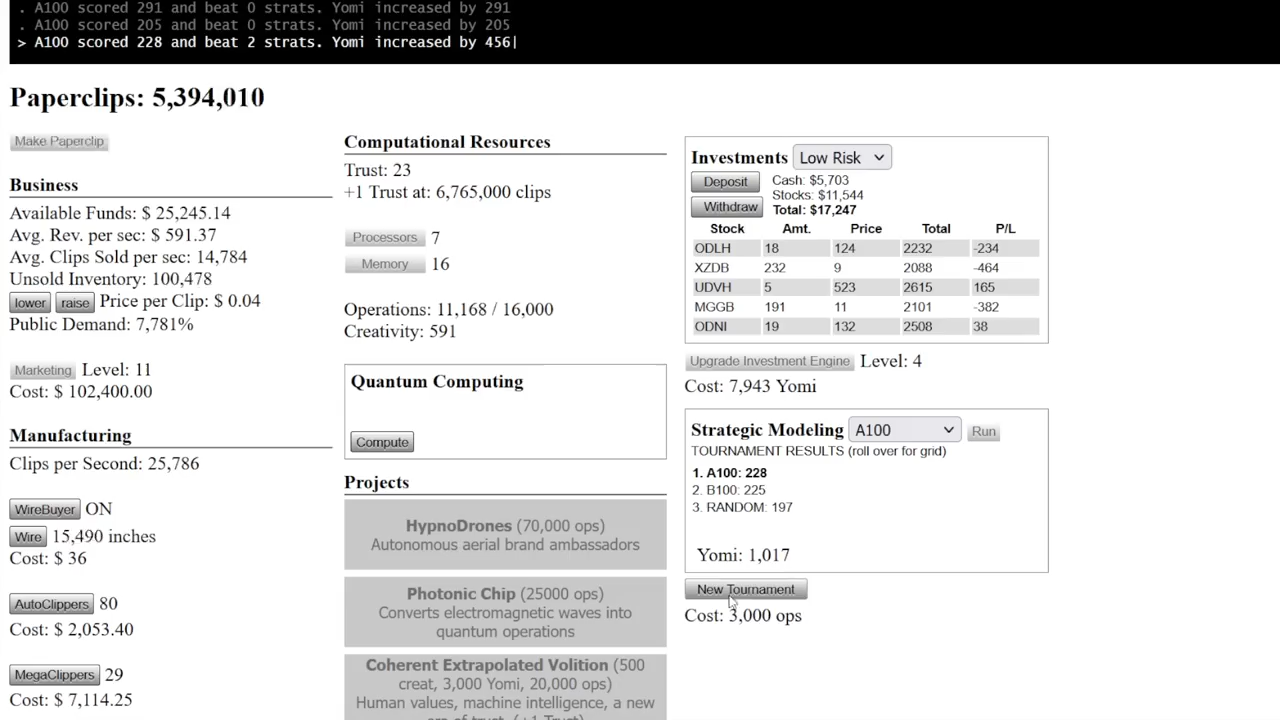 . A100 scored 291 and beat 0 strats. Yomi increased by 291
. A100 scored 205 and beat 0 strats. Yomi increased by 205
> A100 scored 228 and beat 2 strats. Yomi increased by 456|
Paperclips: 5,394,010
Make Paperclip
Business
Available Funds: $ 25,245.14
Avg. Rev. per sec: $ 591.37
Avg. Clips Sold per sec: 14,784
Unsold Inventory: 100,478
lower raise Price per Clip: $ 0.04
Public Demand: 7,781%
Marketing Level: 11
Cost: $ 102,400.00
Manufacturing
Clips per Second: 25,786
WireBuyer ON
Wire 15,490 inches
Cost: $ 36
AutoClippers 80
Cost: $ 2,053.40
MegaClippers 29
Cost: $ 7,114.25
Computational Resources
Trust: 23
+1 Trust at: 6,765,000 clips
Processors 7
Memory 16
Operations: 11,168 / 16,000
Creativity: 591
Quantum Computing
Compute
Projects
HypnoDrones (70,000 ops)
Autonomous aerial brand ambassadors
Photonic Chip (25000 ops)
Converts electromagnetic waves into
quantum operations
Coherent Extrapolated Volition (500
creat, 3,000 Yomi, 20,000 ops)
Human values, machine intelligence, a new
era of trust. (+1 Trust)
Investments Low Risk
Deposit Cash: $5,703
Stocks: $11,544
Withdraw Total: $17,247
Stock Amt. Price Total P/L
ODLH 18 124 2232 -234
XZDB 232 9 2088 -464
UDVH 5 523 2615 165
MGGB 191 11 2101 -382
ODNI 19 132 2508 38
Upgrade Investment Engine Level: 4
Cost: 7,943 Yomi
Strategic Modeling A100 Run
TOURNAMENT RESULTS (roll over for grid)
1. A100: 228
2. B100: 225
3. RANDOM: 197
Yomi: 1,017
New Tournament
Cost: 3,000 ops